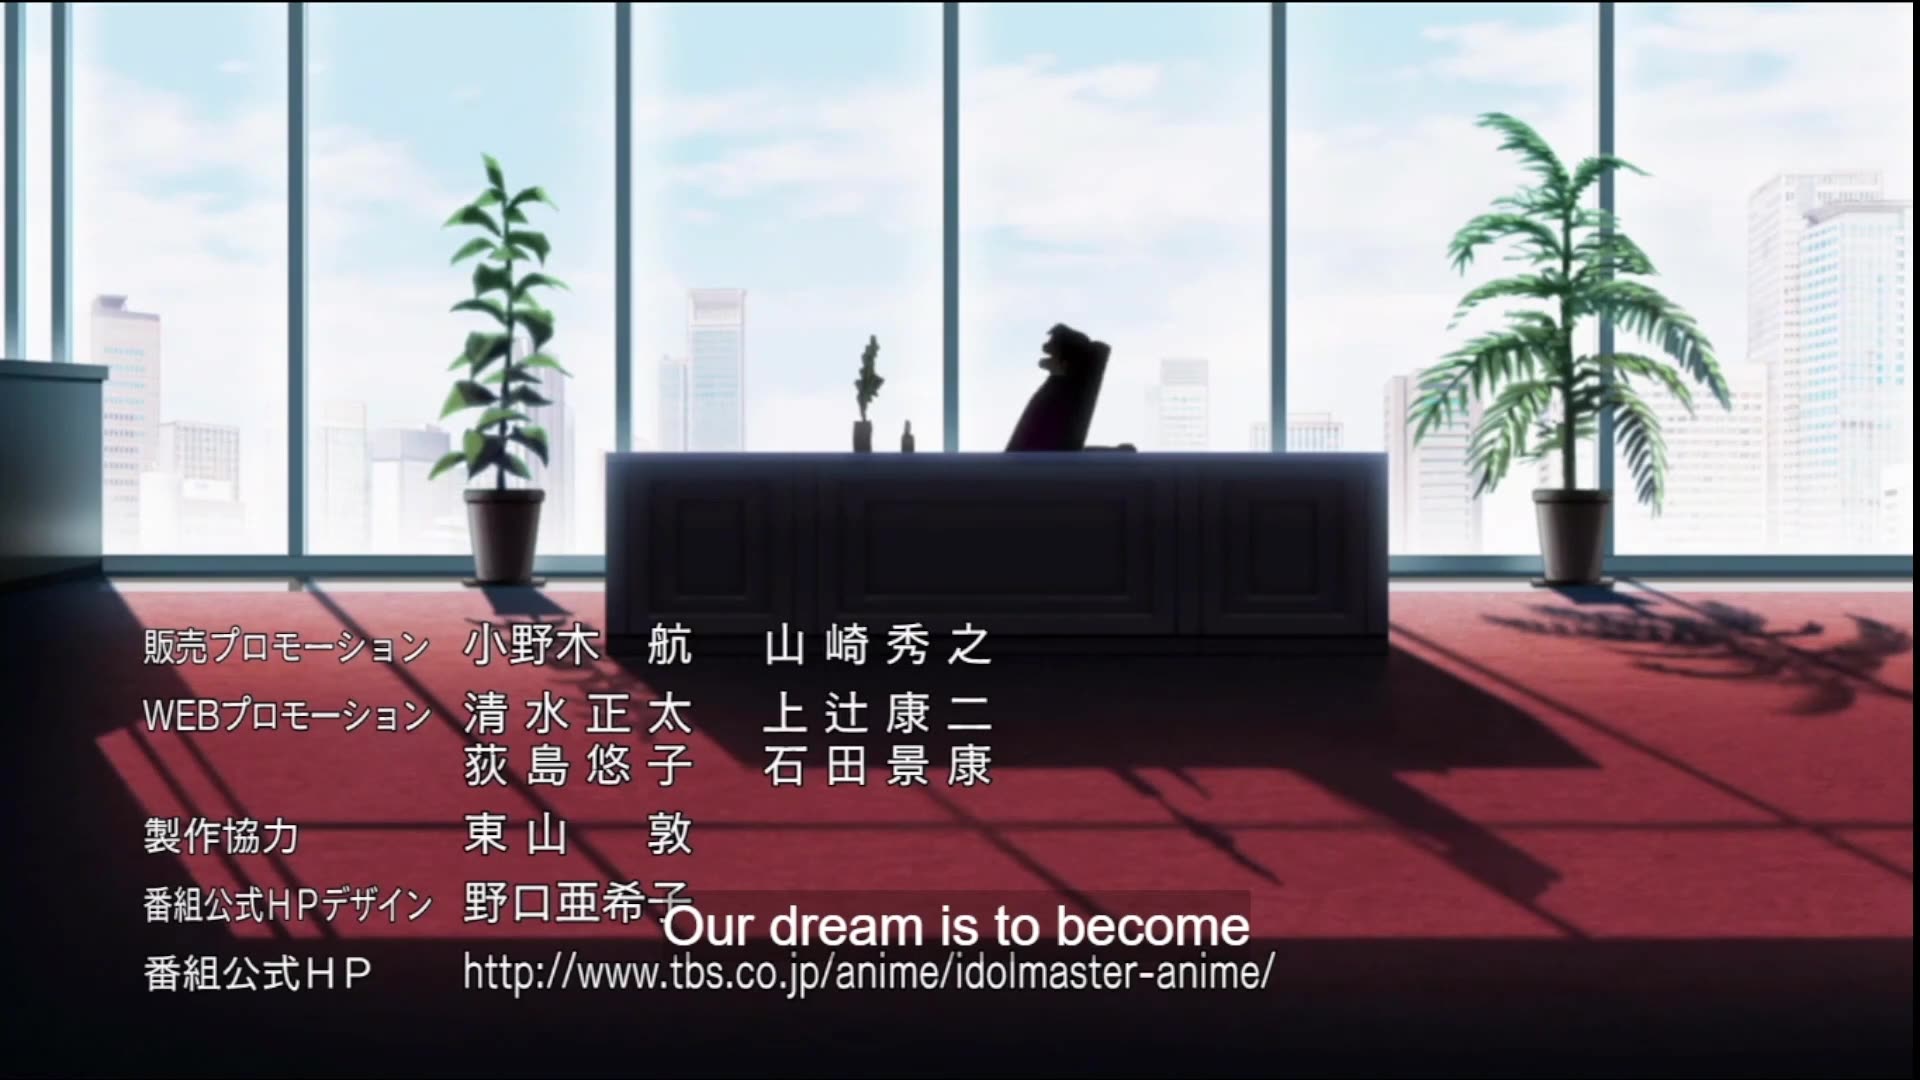 販売プロモーション 小野木 航 山崎秀之
WEBプロモーション 清水正太 上辻康二
荻島悠子 石田景康
製作協力 東山 敦
番組公式HPデザイン 野口亜希子
Our dream is to become
番組公式HP http://www.tbs.co.jp/anime/idolmaster-anime/